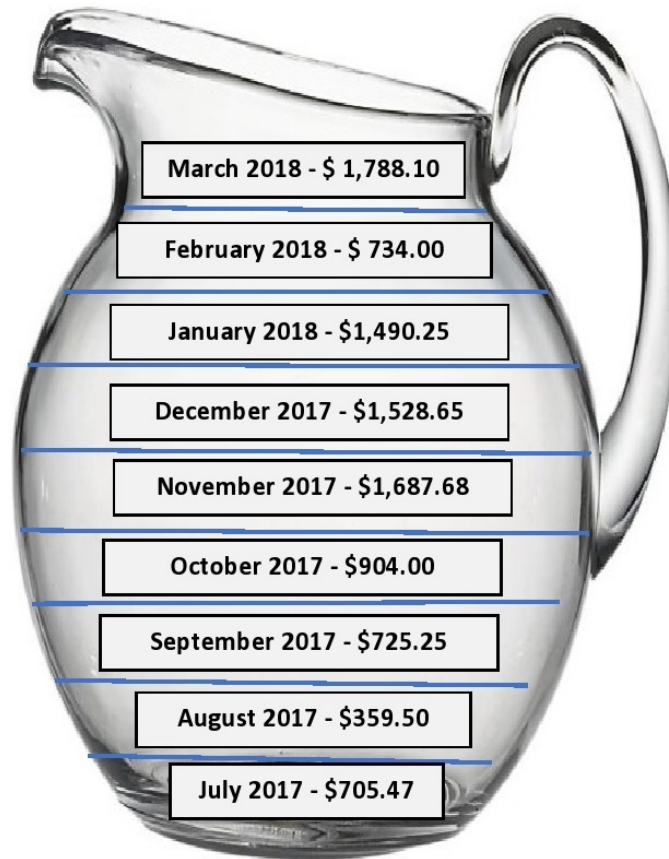 March 2018 - $ 1,788.10
February 2018 - $ 734.00
January 2018 - $1,490.25
December 2017 - $1,528.65
November 2017 - $1,687.68
October 2017 - $904.00
September 2017 - $725.25
August 2017 - $359.50
July 2017 - $705.47